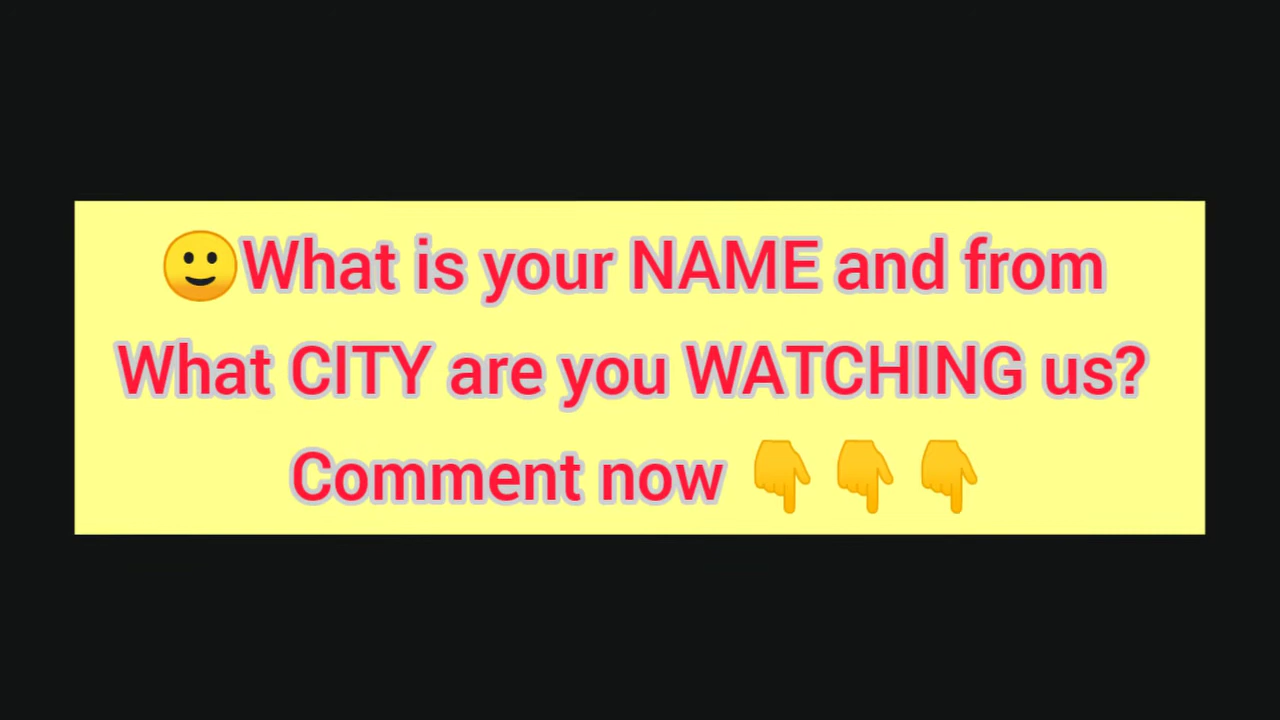 🙂What is your NAME and from
What CITY are you WATCHING us?
Comment now 👇👇👇